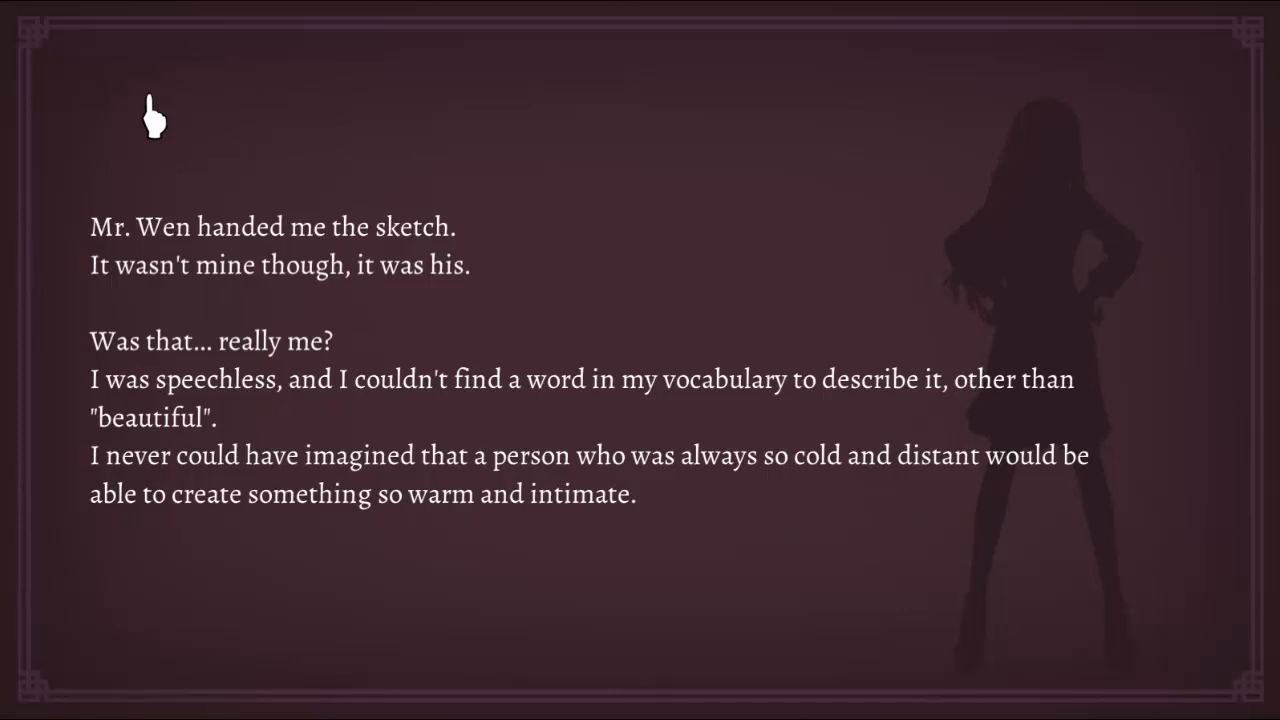 Mr. Wen handed me the sketch.
It wasn't mine though, it was his.
Was that... really me?
I was speechless, and I couldn't find a word in my vocabulary to describe it, other than
"beautiful".
I never could have imagined that a person who was always so cold and distant would be
able to create something so warm and intimate.